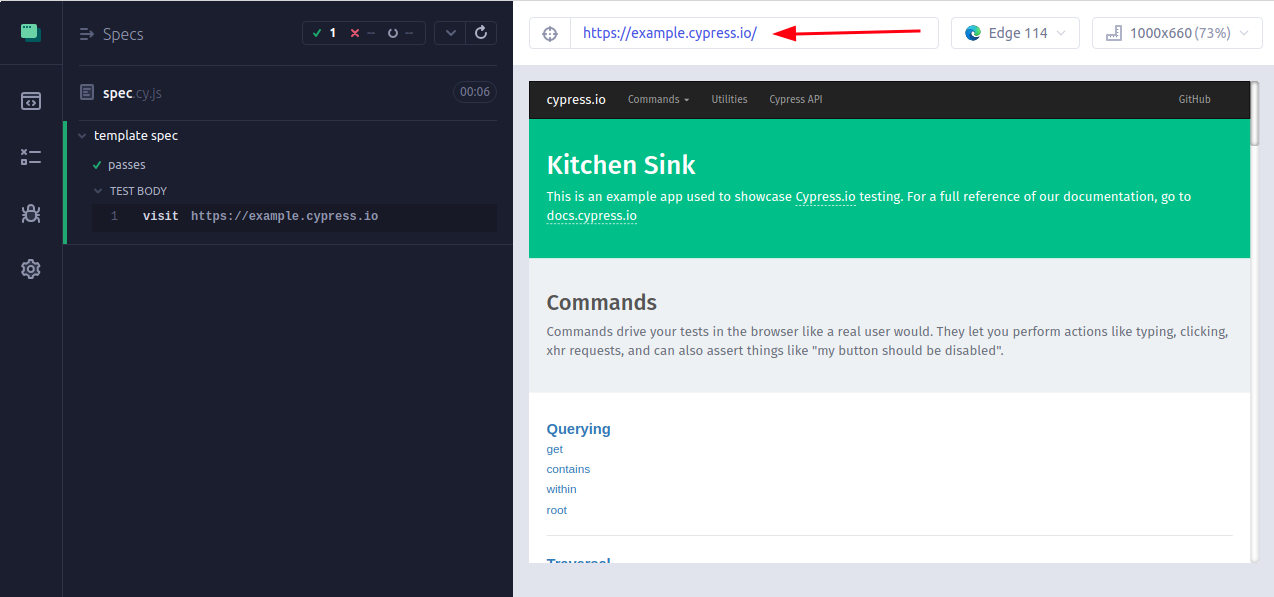 Specs
1 -- --
spec.cy.js
00:06
template spec
passes
TEST BODY
1 visit https://example.cypress.io
https://example.cypress.io/
Edge 114
1000x660 (73%)
cypress.io Commands Utilities Cypress API GitHub
Kitchen Sink
This is an example app used to showcase Cypress.io testing. For a full reference of our documentation, go to
docs.cypress.io
Commands
Commands drive your tests in the browser like a real user would. They let you perform actions like typing, clicking,
xhr requests, and can also assert things like "my button should be disabled".
Querying
get
contains
within
root
Traversal